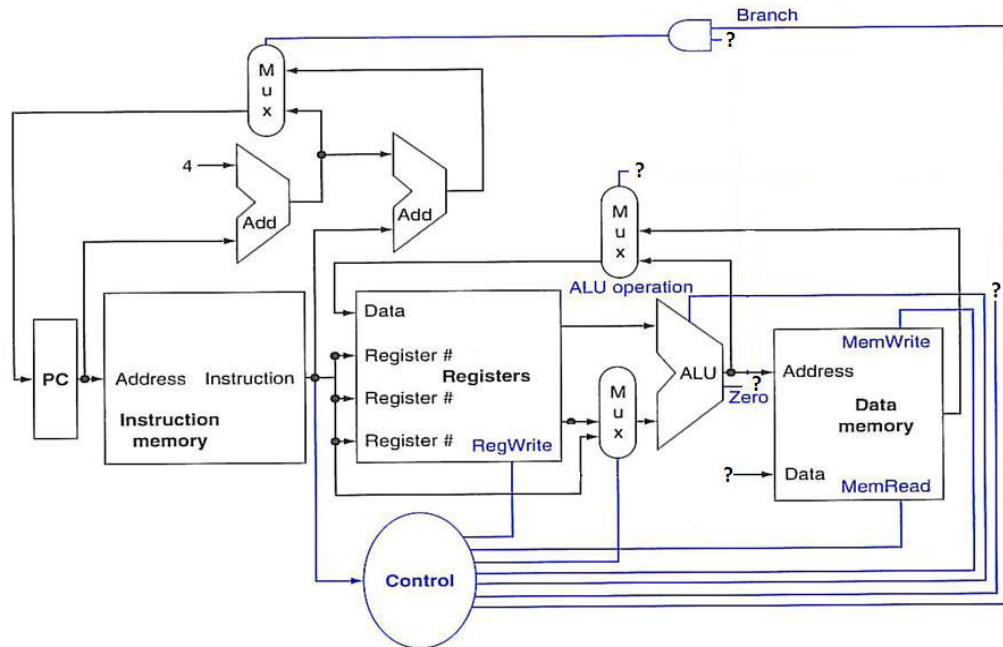 Branch
?
M
u
x
4
Add
Add
?
M
u
x
ALU operation
?
Data
Register #
Registers
Register #
Register #
RegWrite
M
u
x
ALU
?
Zero
MemWrite
Address
Data
memory
?
Data
MemRead
PC
Address
Instruction
Instruction
memory
Control